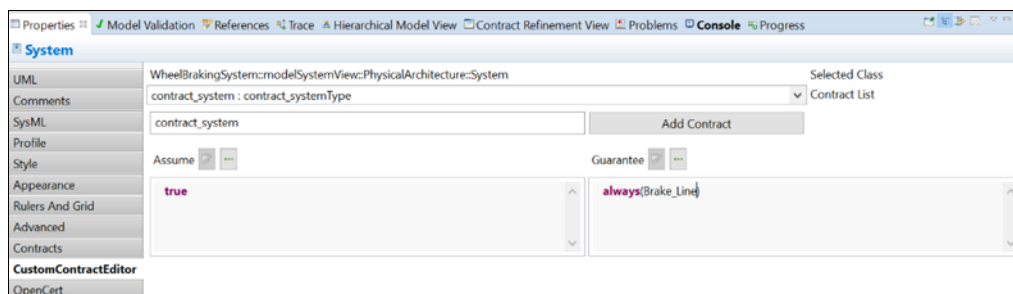 Properties Model Validation References Trace Hierarchical Model View Contract Refinement View Problems Console Progress
System
UML
WheelBrakingSystem::modelSystemView::PhysicalArchitecture::System Selected Class
Comments
contract_system : contract_systemType Contract List
SysML
contract_system Add Contract
Profile
Style
Assume ... Guarantee ...
Appearance
true always(Brake_Line)
Rulers And Grid
Advanced
Contracts
CustomContractEditor
OpenCert